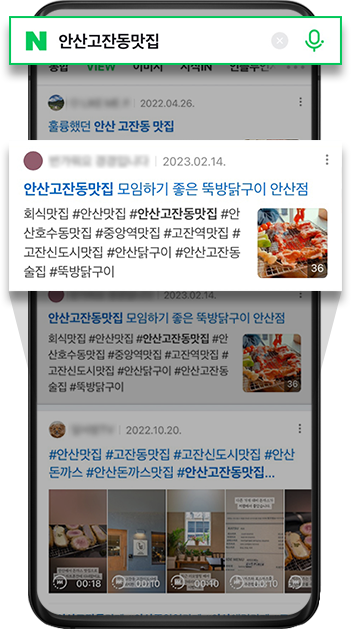 N 안산고잔동맛집
통합 VIEW 이미지 지식iN 인플루언서
2022.04.26.
훌륭했던 안산 고잔동 맛집
2023.02.14.
안산고잔동맛집 모임하기 좋은 뚝방닭구이 안산점
회식맛집 #안산맛집 #안산고잔동맛집 #안
산호수동맛집 #중앙역맛집 #고잔역맛집 #
고잔신도시맛집 #안산닭구이 #안산고잔동
술집 #뚝방닭구이
36
2023.02.14.
안산고잔동맛집 모임하기 좋은 뚝방닭구이 안산점
회식맛집 #안산맛집 #안산고잔동맛집 #안
산호수동맛집 #중앙역맛집 #고잔역맛집 #
고잔신도시맛집 #안산닭구이 #안산고잔동
술집 #뚝방닭구이
36
2022.10.20.
#안산맛집 #고잔동맛집 #고잔신도시맛집 #안산
돈까스 #안산돈까스맛집 #안산고잔동맛집...
00:18
00:10
00:10